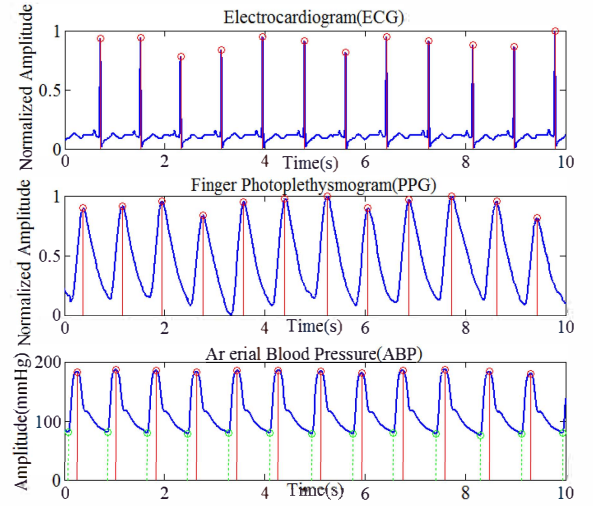 Electrocardiogram(ECG)
Normalized Amplitude
1
0.5
0
0 2 4 6 8 10
Time(s)
Finger Photoplethysmogram(PPG)
Normalized Amplitude
1
0.5
0
0 2 4 6 8 10
Time(s)
Ar erial Blood Pressure(ABP)
Amplitude(mmHg)
200
100
0
0 2 4 6 8 10
Time(s)